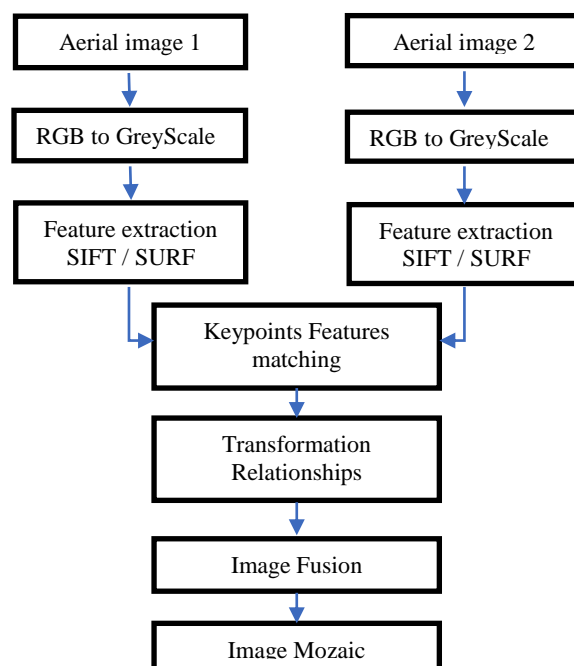 Aerial image 1
Aerial image 2
RGB to GreyScale
RGB to GreyScale
Feature extraction
SIFT / SURF
Feature extraction
SIFT / SURF
Keypoints Features
matching
Transformation
Relationships
Image Fusion
Image Mozaic